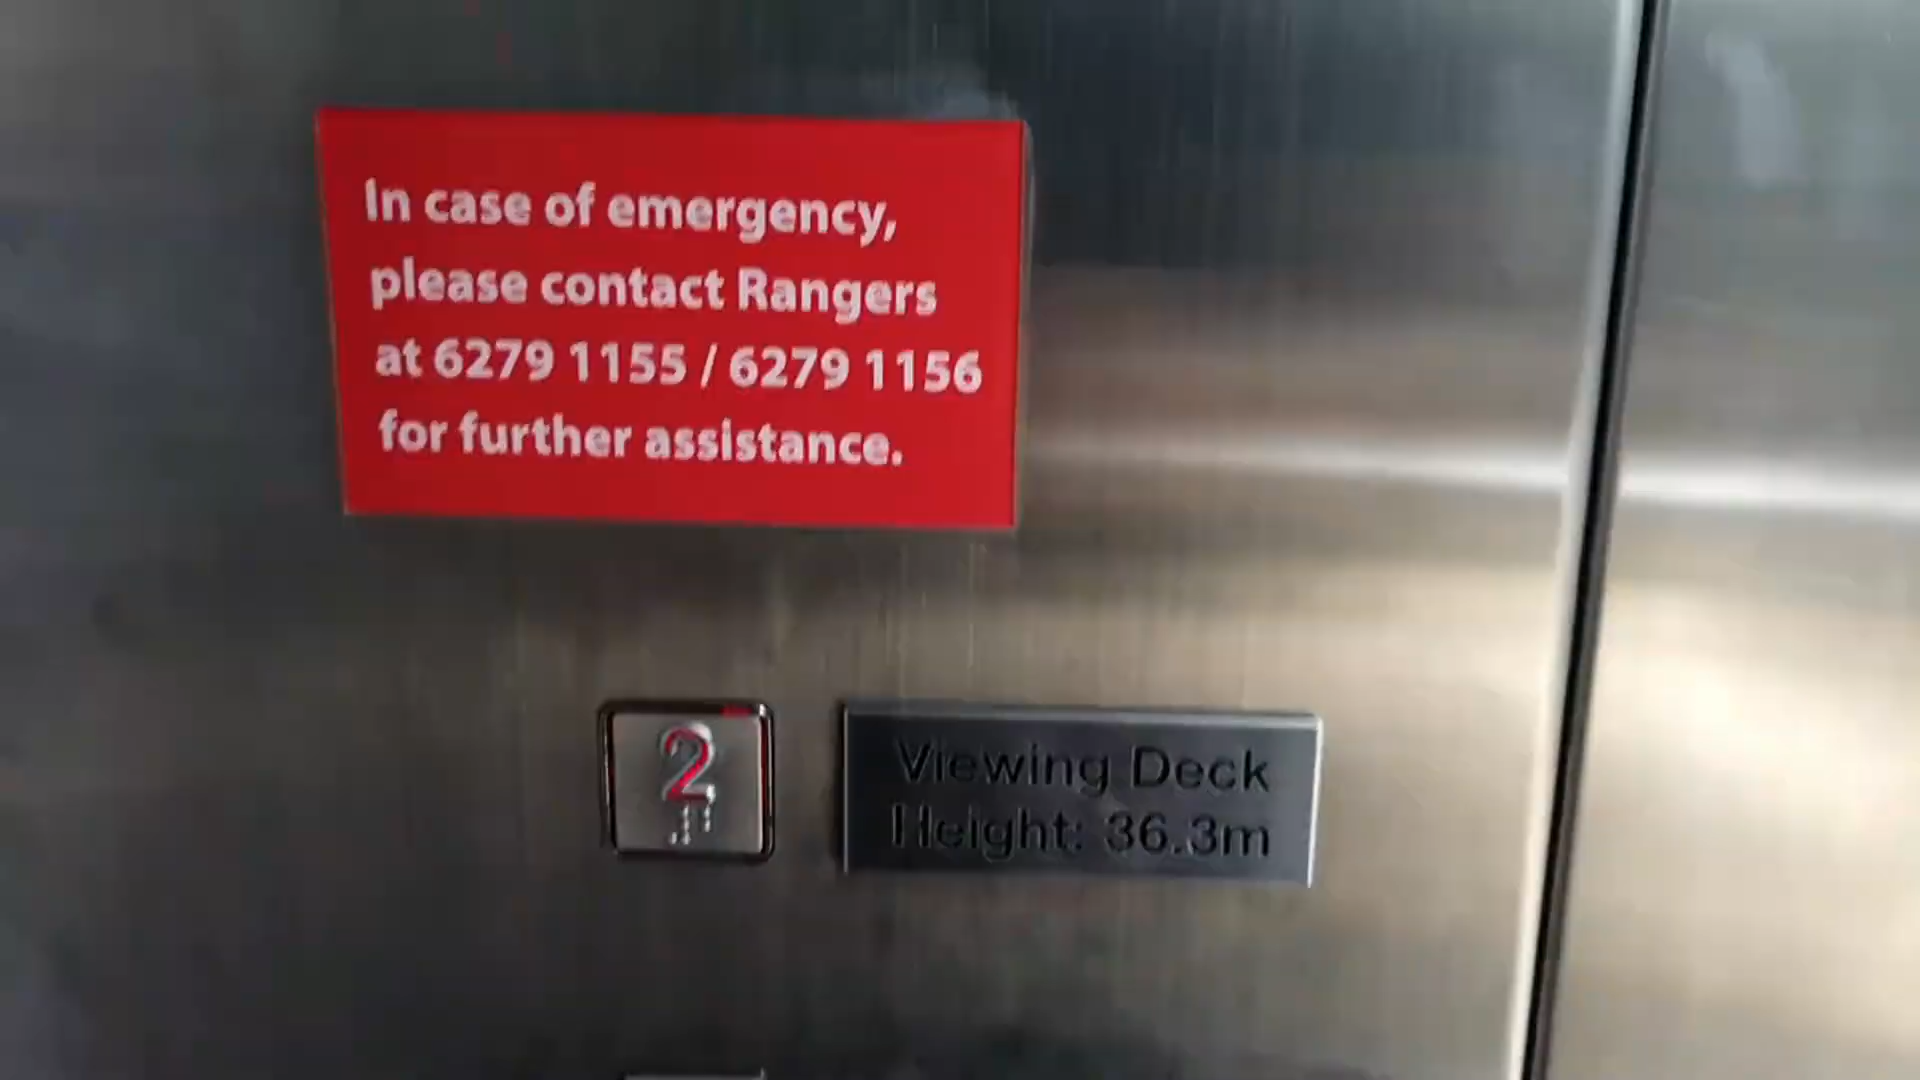 In case of emergency,
please contact Rangers
at 6279 1155 / 6279 1156
for further assistance.
2
Viewing Deck
Height: 36.3m